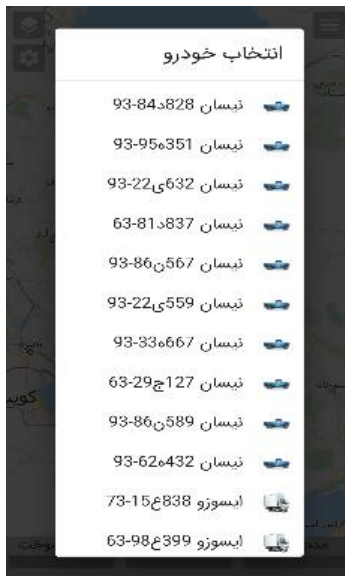 انتخاب خودرو
نیسان 828د84-93
نیسان 351ه95-93
نیسان 632ی22-93
نیسان 837د81-63
نیسان 567ن86-93
نیسان 559ی22-93
نیسان 667ه33-93
نیسان 127ج29-63
نیسان 589ن86-93
نیسان 432ه62-93
ایسوزو 838ع15-73
ایسوزو 399ع98-63